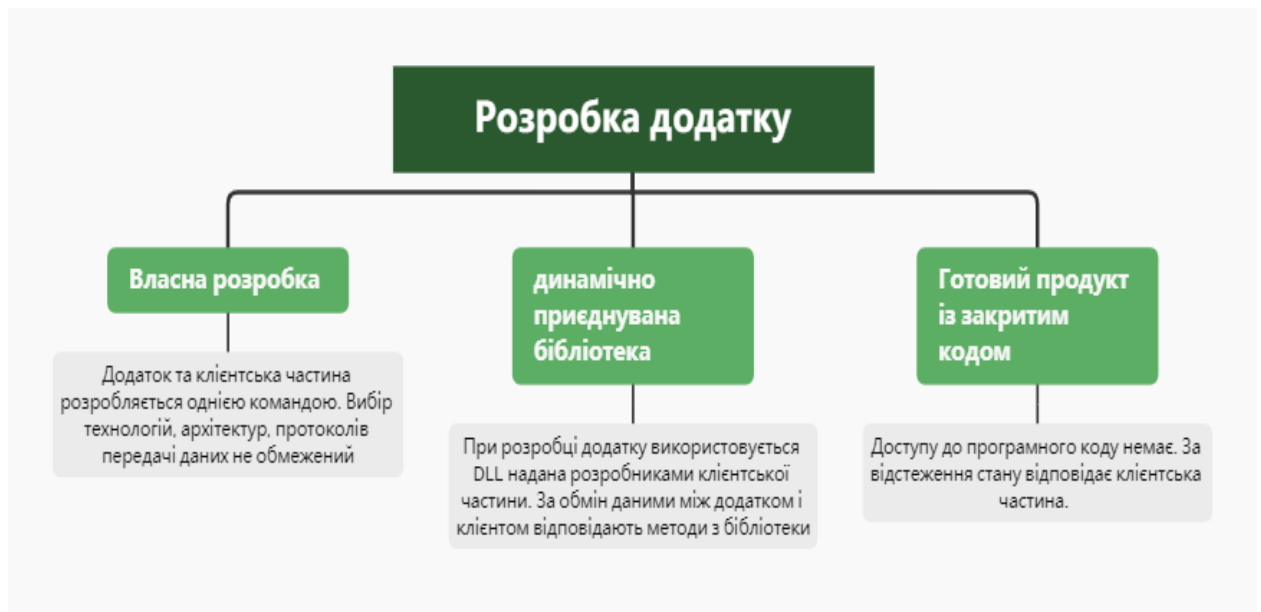 Розробка додатку
Власна розробка
Додаток та клієнтська частина
розробляється однією командою. Вибір
технологій, архітектур, протоколів
передачі даних не обмежений
динамічно
приєднувана
бібліотека
При розробці додатку використовується
DLL надана розробниками клієнтської
частини. За обмін даними між додатком і
клієнтом відповідають методи з бібліотеки
Готовий продукт
із закритим
кодом
Доступу до програмного коду немає. За
відстеження стану відповідає клієнтська
частина.